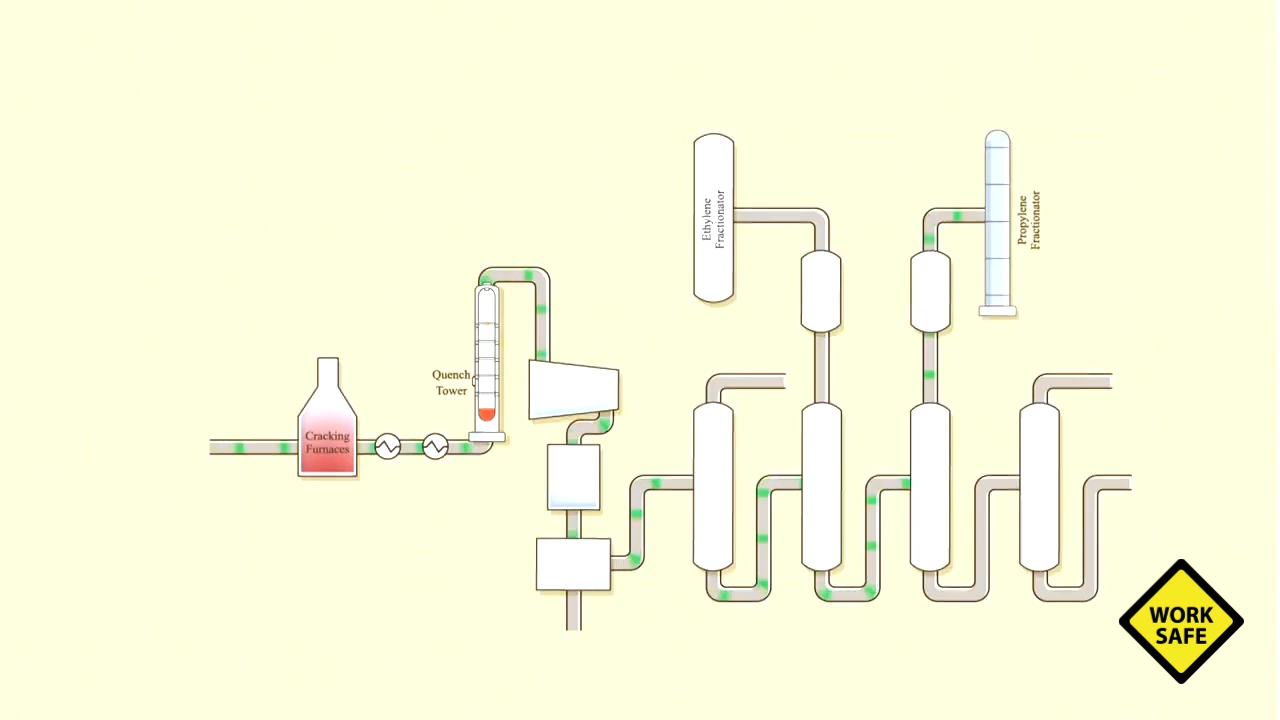 Ethylene
Fractionator
Propylene
Fractionator
Quench
Tower
Cracking
Furnaces
WORK
SAFE